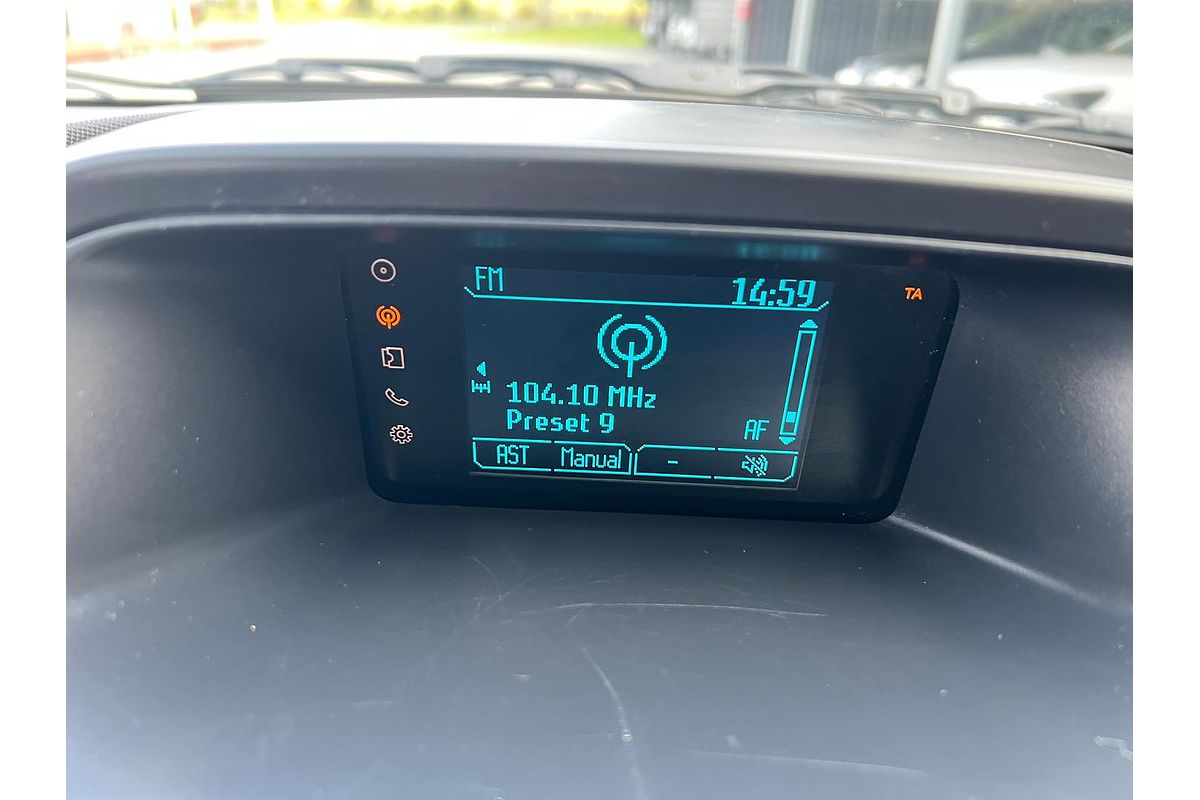 FM 14:59
TA
104.10 MHz
Preset 9
AF
AST Manual -